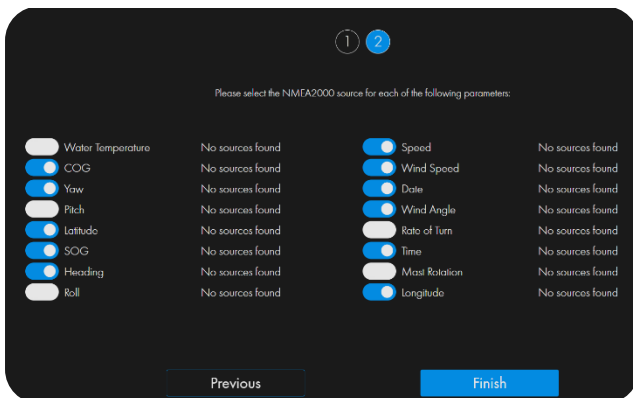 1 2
Please select the NMEA2000 source for each of the following parameters:
Water Temperature No sources found Speed No sources found
COG No sources found Wind Speed No sources found
Yaw No sources found Date No sources found
Pitch No sources found Wind Angle No sources found
Latitude No sources found Rate of Turn No sources found
SOG No sources found Time No sources found
Heading No sources found Mast Rotation No sources found
Roll No sources found Longitude No sources found
Previous Finish